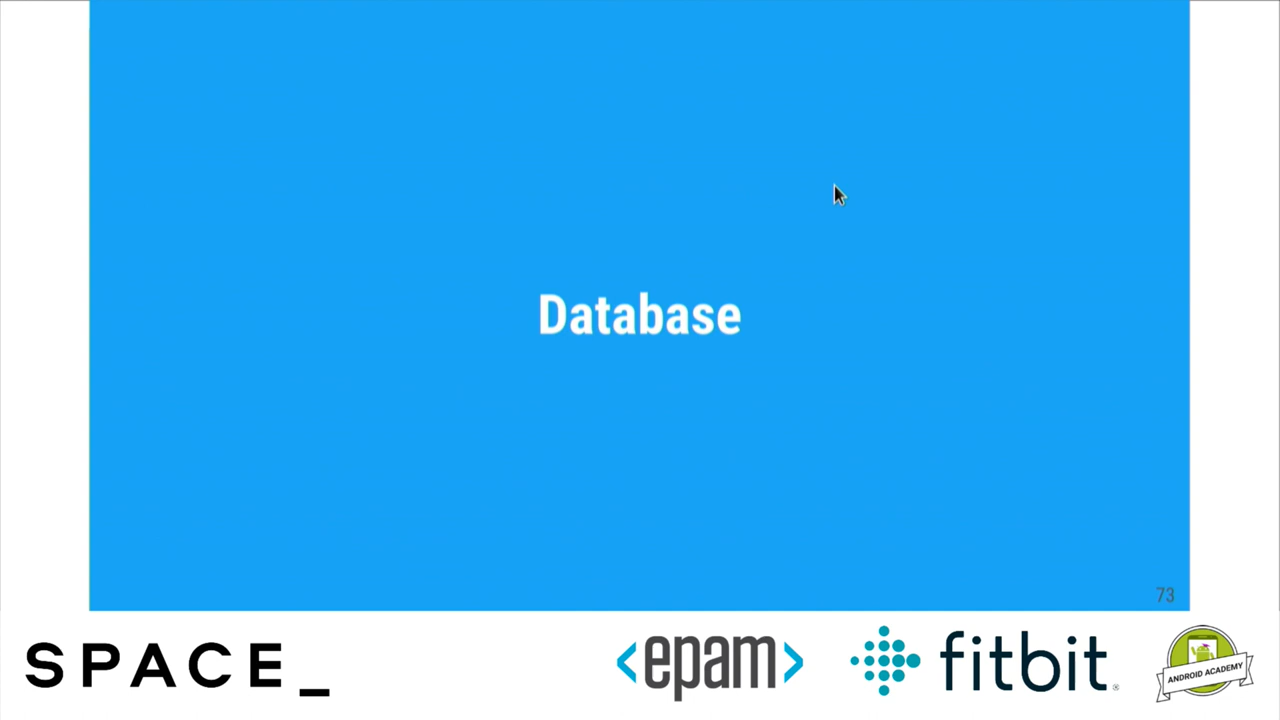 Database
73
SPACE_
<epam>
fitbit
ANDROID ACADEMY